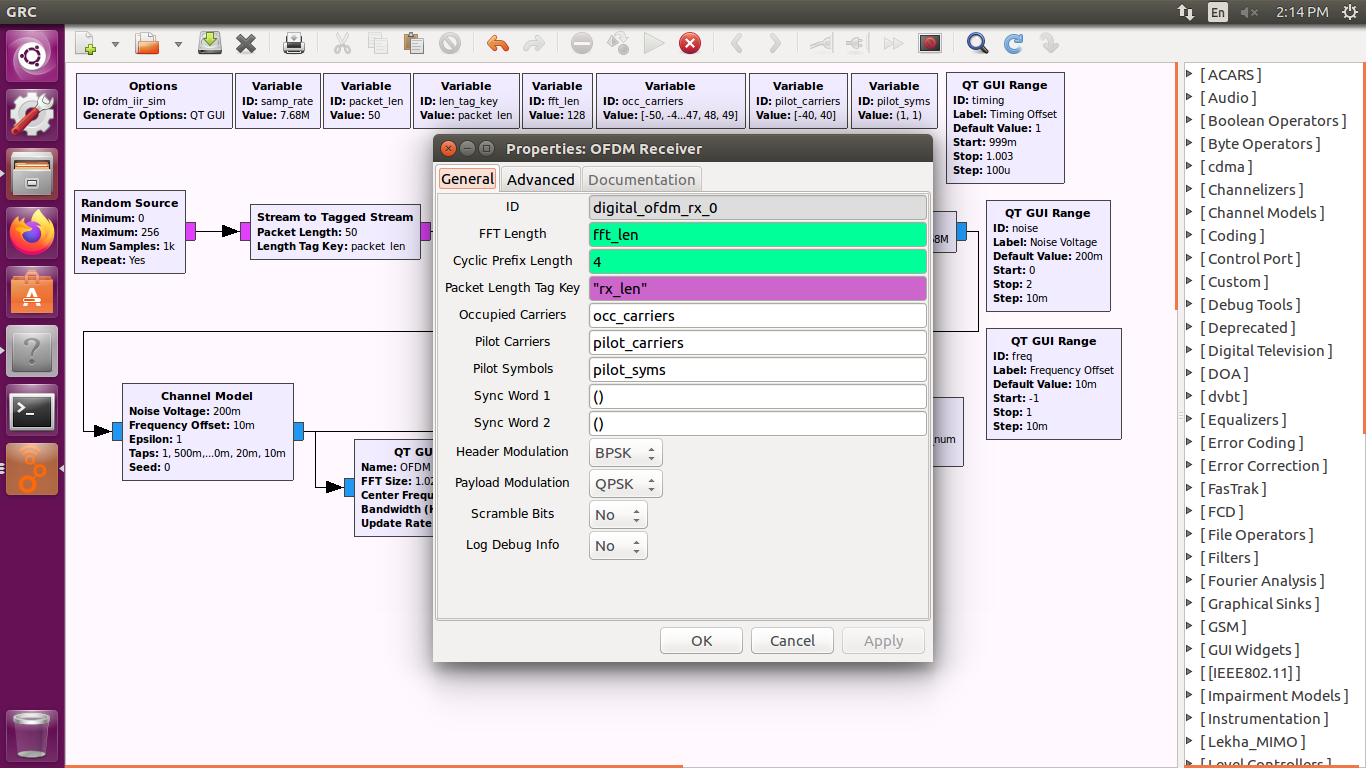 GRC
En
2:14 PM
Options
ID: ofdm_iir_sim
Generate Options: QT GUI
Variable
ID: samp_rate
Value: 7.68M
Variable
ID: packet_len
Value: 50
Variable
ID: len_tag_key
Value: packet_len
Variable
ID: fft_len
Value: 128
Variable
ID: occ_carriers
Value: [-50, -4...47, 48, 49]
Variable
ID: pilot_carriers
Value: [-40, 40]
Variable
ID: pilot_syms
Value: (1, 1)
QT GUI Range
ID: timing
Label: Timing Offset
Default Value: 1
Start: 999m
Stop: 1.003
Step: 100u
Random Source
Minimum: 0
Maximum: 256
Num Samples: 1k
Repeat: Yes
Stream to Tagged Stream
Packet Length: 50
Length Tag Key: packet_len
8M
QT GUI Range
ID: noise
Label: Noise Voltage
Default Value: 200m
Start: 0
Stop: 2
Step: 10m
QT GUI Range
ID: freq
Label: Frequency Offset
Default Value: 10m
Start: -1
Stop: 1
Step: 10m
Channel Model
Noise Voltage: 200m
Frequency Offset: 10m
Epsilon: 1
Taps: 1, 500m,...0m, 20m, 10m
Seed: 0
QT GU
Name: OFDM
FFT Size: 1.02
Center Frequ
Bandwidth (H
Update Rate
_num
Properties: OFDM Receiver
General
Advanced
Documentation
ID
digital_ofdm_rx_0
FFT Length
fft_len
Cyclic Prefix Length
4
Packet Length Tag Key
"rx_len"
Occupied Carriers
occ_carriers
Pilot Carriers
pilot_carriers
Pilot Symbols
pilot_syms
Sync Word 1
()
Sync Word 2
()
Header Modulation
BPSK
Payload Modulation
QPSK
Scramble Bits
No
Log Debug Info
No
OK
Cancel
Apply
[ ACARS ]
[ Audio ]
[ Boolean Operators ]
[ Byte Operators ]
[ cdma ]
[ Channelizers ]
[ Channel Models ]
[ Coding ]
[ Control Port ]
[ Custom ]
[ Debug Tools ]
[ Deprecated ]
[ Digital Television ]
[ DOA ]
[ dvbt ]
[ Equalizers ]
[ Error Coding ]
[ Error Correction ]
[ FasTrak ]
[ FCD ]
[ File Operators ]
[ Filters ]
[ Fourier Analysis ]
[ Graphical Sinks ]
[ GSM ]
[ GUI Widgets ]
[ [IEEE802.11] ]
[ Impairment Models ]
[ Instrumentation ]
[ Lekha_MIMO ]
[ Level Controllers ]